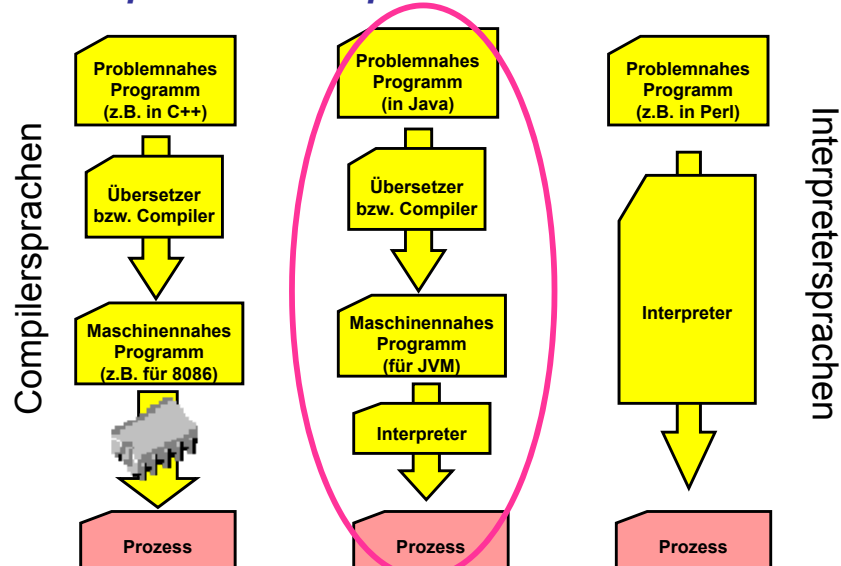 Compilersprachen
Problemnahes
Programm
(z.B. in C++)
Übersetzer
bzw. Compiler
Maschinennahes
Programm
(z.B. für 8086)
Prozess
Problemnahes
Programm
(in Java)
Übersetzer
bzw. Compiler
Maschinennahes
Programm
(für JVM)
Interpreter
Prozess
Problemnahes
Programm
(z.B. in Perl)
Interpreter
Prozess
Interpretersprachen